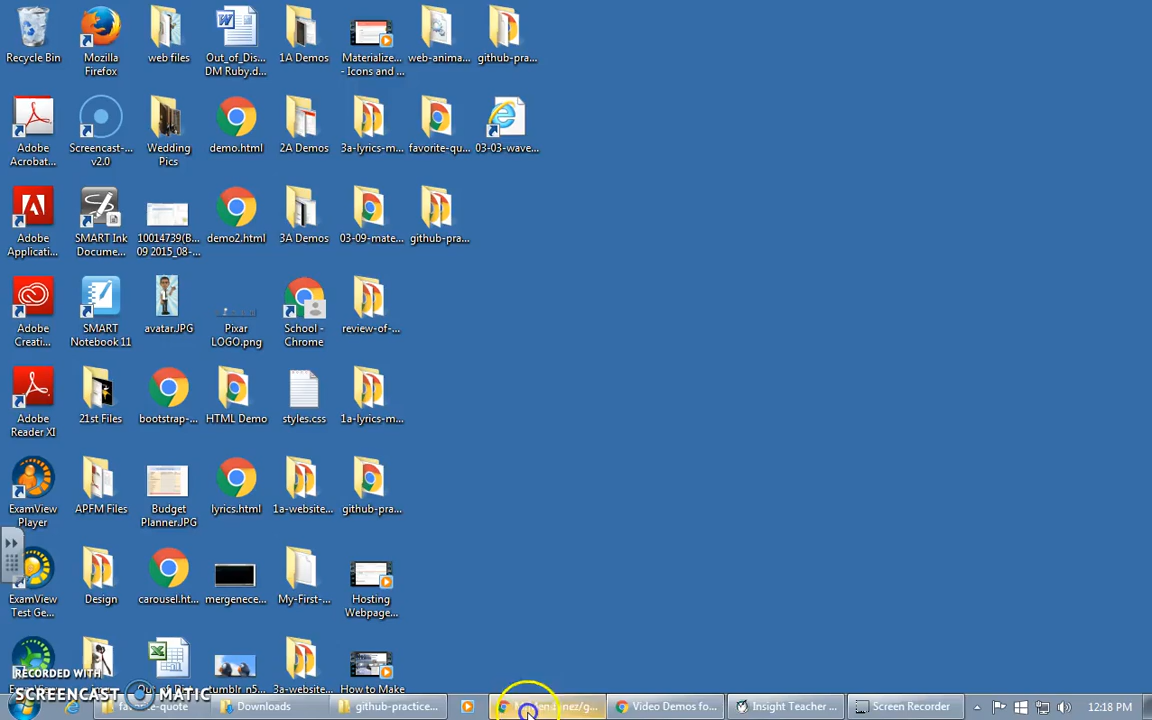 Recycle Bin
Mozilla
Firefox
web files
Out_of_Dis...
DM Ruby.d...
1A Demos
Materialize...
- Icons and ...
web-anima...
github-pra...
Adobe
Acrobat...
Screencast-...
v2.0
Wedding
Pics
demo.html
2A Demos
3a-lyrics-m...
favorite-qu...
03-03-wave...
Adobe
Applicati...
SMART Ink
Docume...
10014739(B...
09 2015_08-...
demo2.html
3A Demos
03-09-mate...
github-pra...
Adobe
Creati...
SMART
Notebook 11
avatar.JPG
Pixar
LOGO.png
School -
Chrome
review-of-...
Adobe
Reader XI
21st Files
bootstrap-...
HTML Demo
styles.css
1a-lyrics-m...
ExamView
Player
APFM Files
Budget
Planner.JPG
lyrics.html
1a-website...
github-pra...
ExamView
Test Ge...
Design
carousel.ht...
mergenece...
My-First-...
Hosting
Webpage...
tumblr_n5...
3a-website...
How to Make
RECORDED WITH
SCREENCAST MATIC
favorite-quote
Downloads
github-practice...
Video Demos fo...
Insight Teacher ...
Screen Recorder
12:18 PM